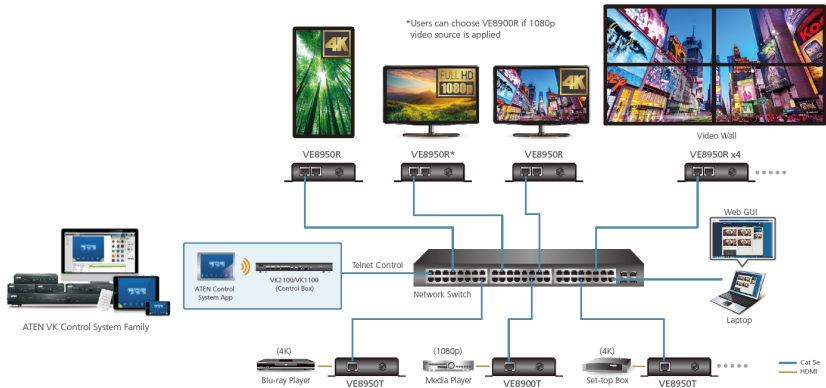 *Users can choose VE8900R if 1080p
video source is applied
4K
FULL HD
1080p
4K
Video Wall
VE8950R
VE8950R*
VE8950R
VE8950R x4
Web GUI
Telnet Control
ATEN Control
System App
VK2100/VK1100
(Control Box)
Network Switch
Laptop
ATEN VK Control System Family
(4K)
(1080p)
(4K)
Blu-ray Player
VE8950T
Media Player
VE8900T
Set-top Box
VE8950T
Cat 5e
HDMI